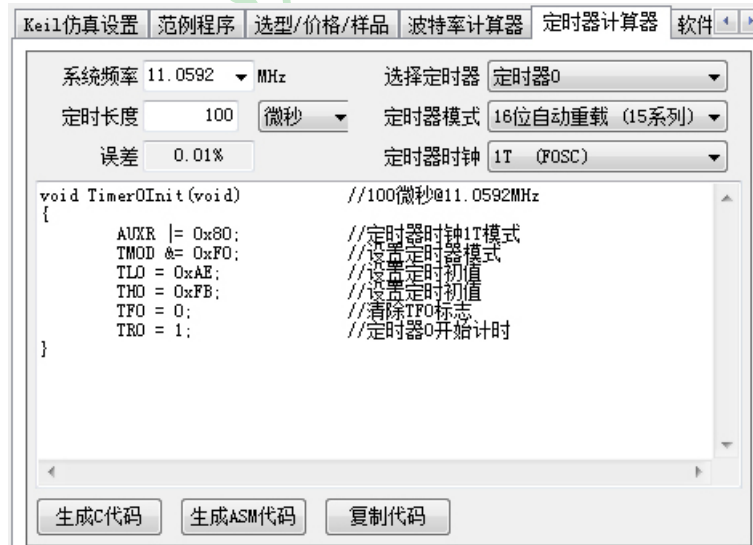 Keil仿真设置 范例程序 选型/价格/样品 波特率计算器 定时器计算器 软件
系统频率 11.0592 MHz 选择定时器 定时器0
定时长度 100 微秒 定时器模式 16位自动重载 (15系列)
误差 0.01% 定时器时钟 1T (FOSC)
void Timer0Init(void) //100微秒@11.0592MHz
{
AUXR |= 0x80; //定时器时钟1T模式
TMOD &= 0xF0; //设置定时器模式
TL0 = 0xAE; //设置定时初值
TH0 = 0xFB; //设置定时初值
TF0 = 0; //清除TF0标志
TR0 = 1; //定时器0开始计时
}
生成C代码 生成ASM代码 复制代码